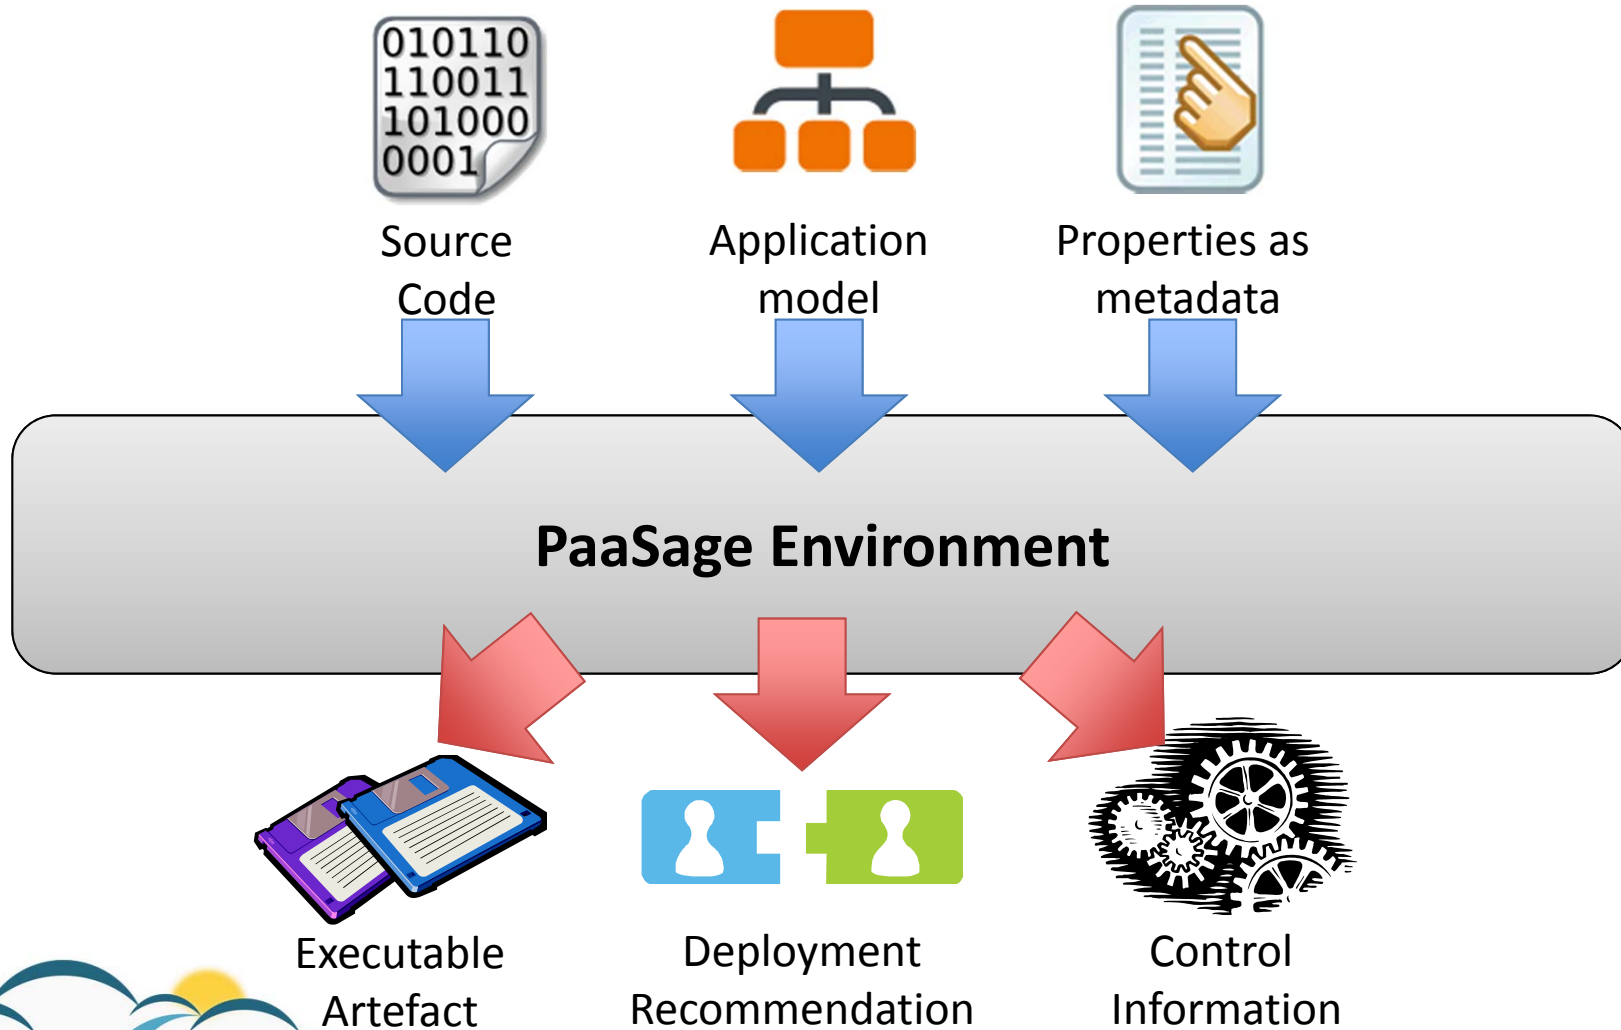 010110
110011
101000
0001
Source
Code
Application
model
Properties as
metadata
PaaSage Environment
Executable
Artefact
Deployment
Recommendation
Control
Information